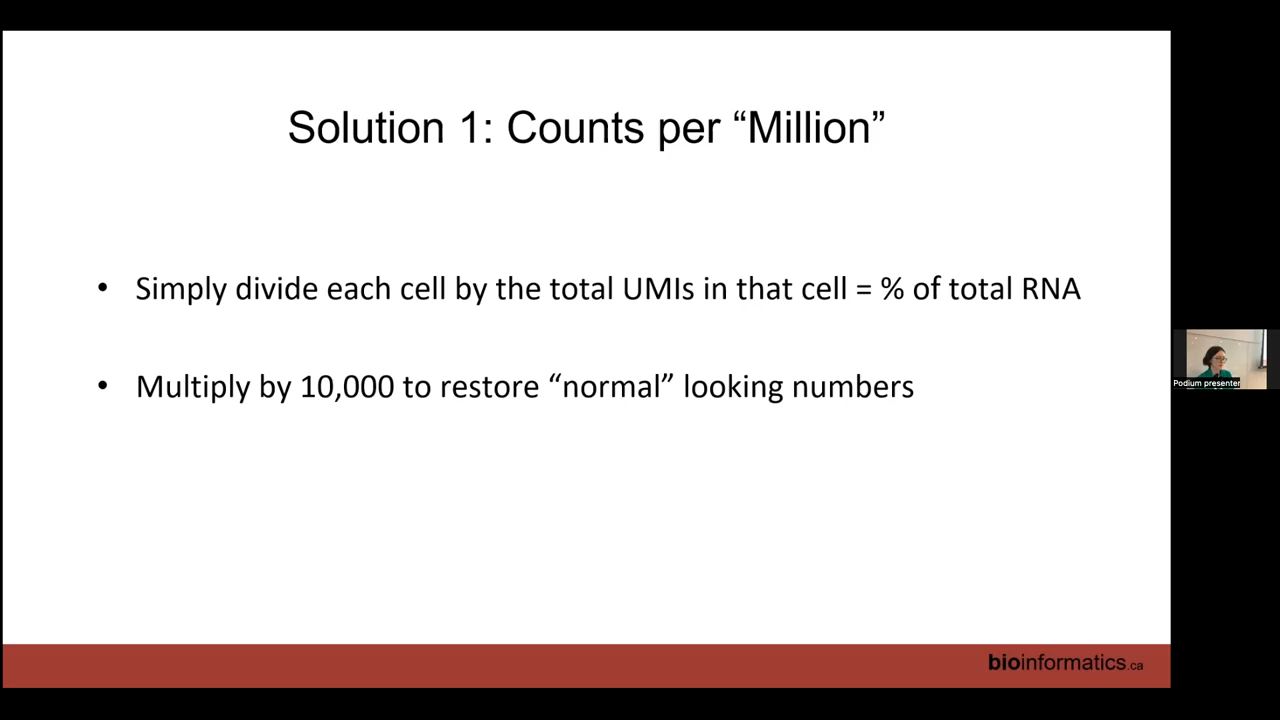 Solution 1: Counts per “Million”
• Simply divide each cell by the total UMIs in that cell = % of total RNA
• Multiply by 10,000 to restore “normal” looking numbers
Podium presenter
bioinformatics.ca